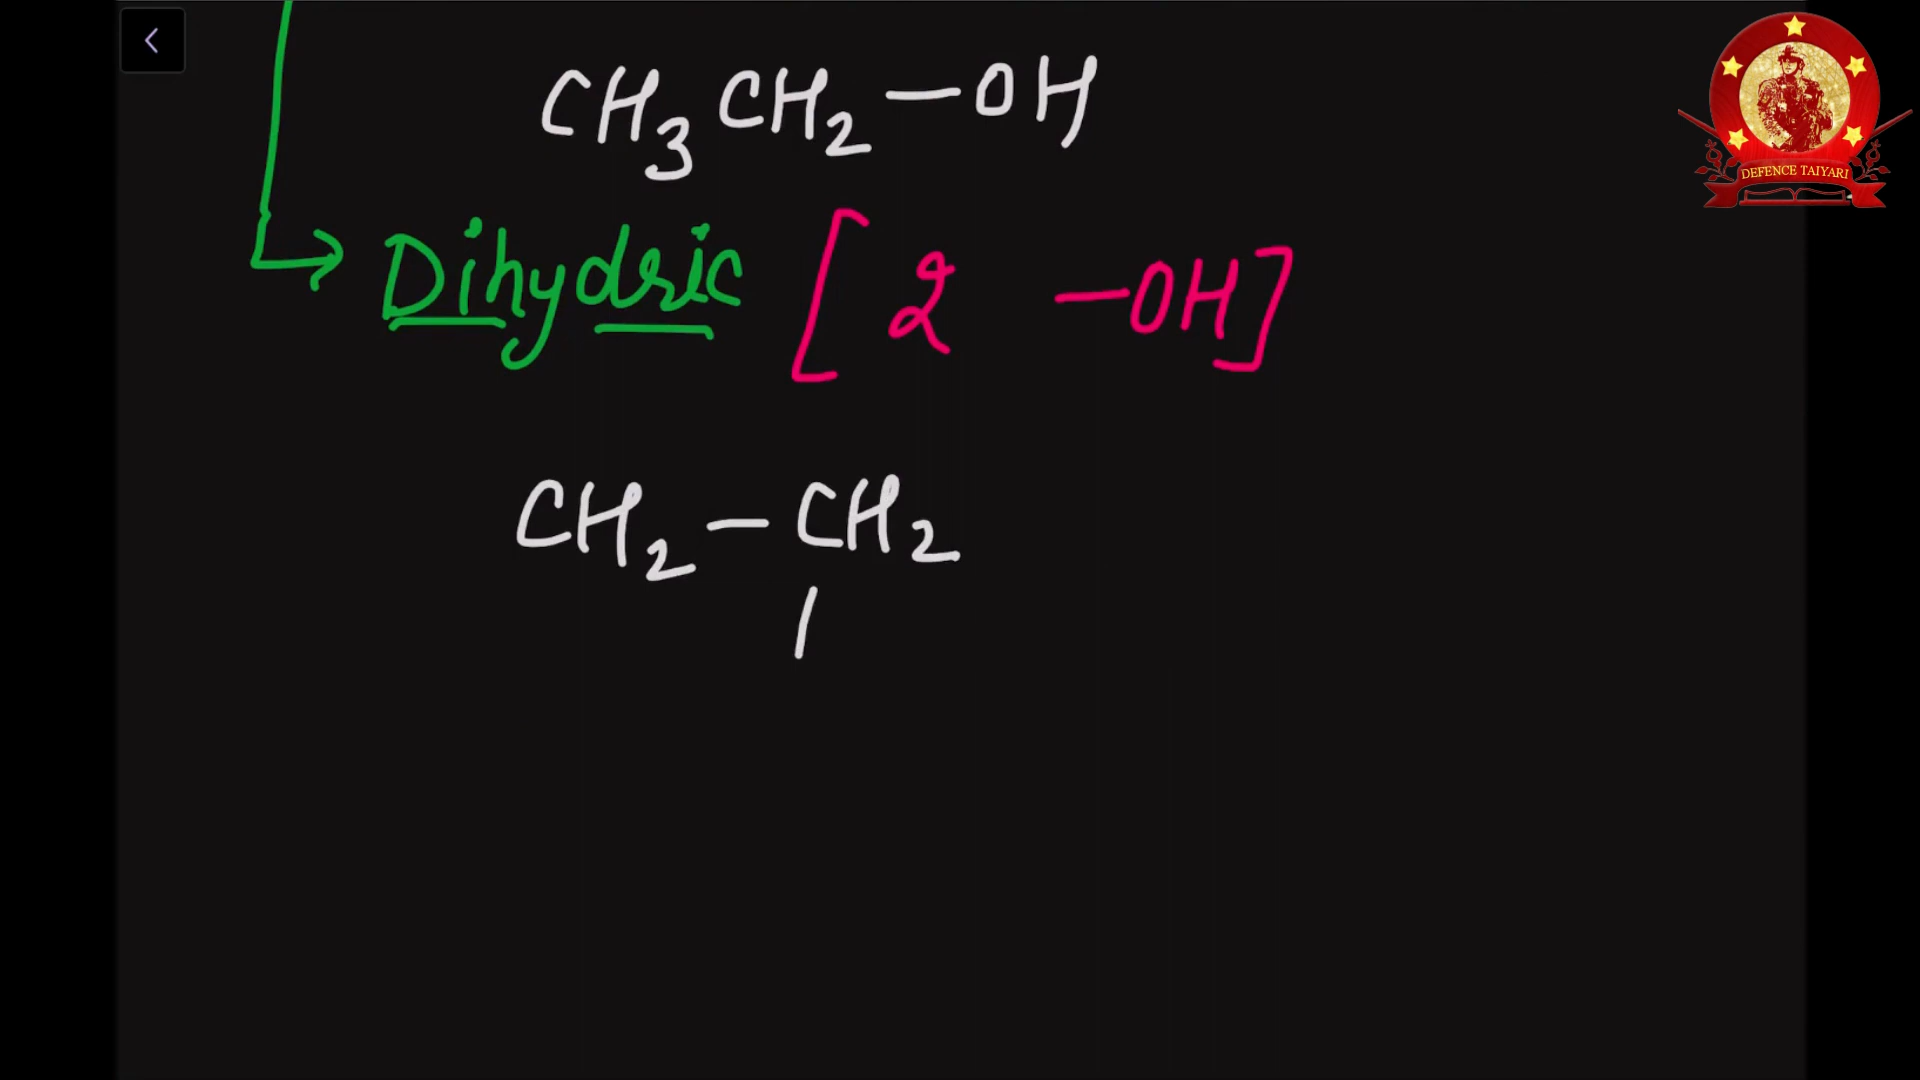 CH₃CH₂—OH
DEFENCE TAIYARI
Dihydric [2 —OH]
CH₂—CH₂
|